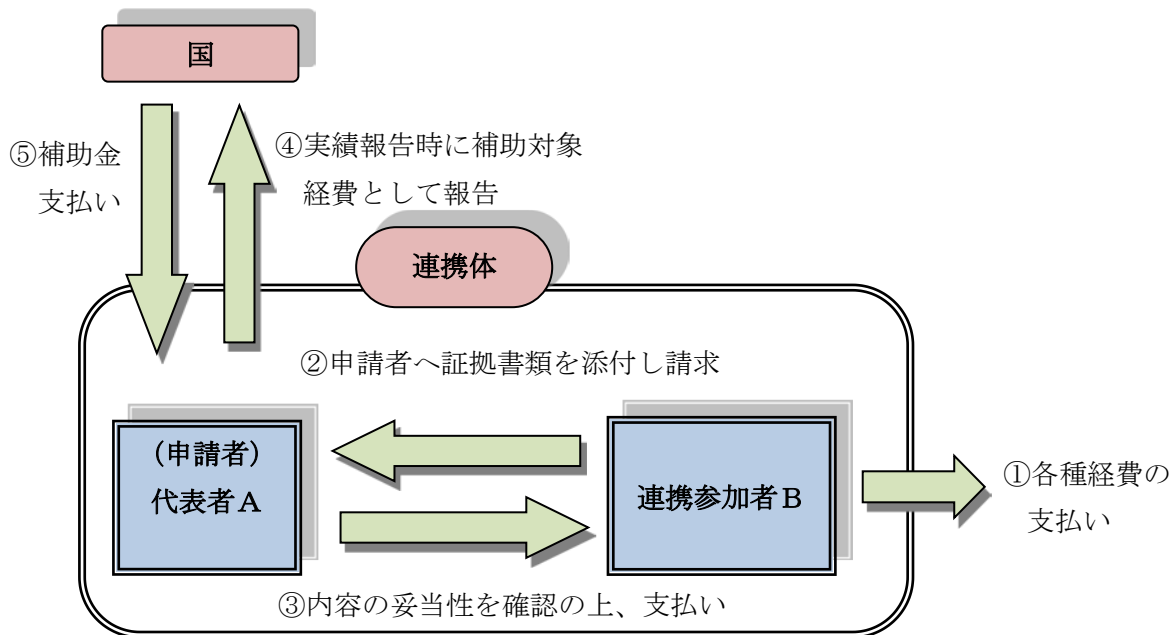 国
⑤補助金
支払い
④実績報告時に補助対象
経費として報告
連携体
②申請者へ証拠書類を添付し請求
（申請者）
代表者Ａ
連携参加者Ｂ
①各種経費の
支払い
③内容の妥当性を確認の上、支払い